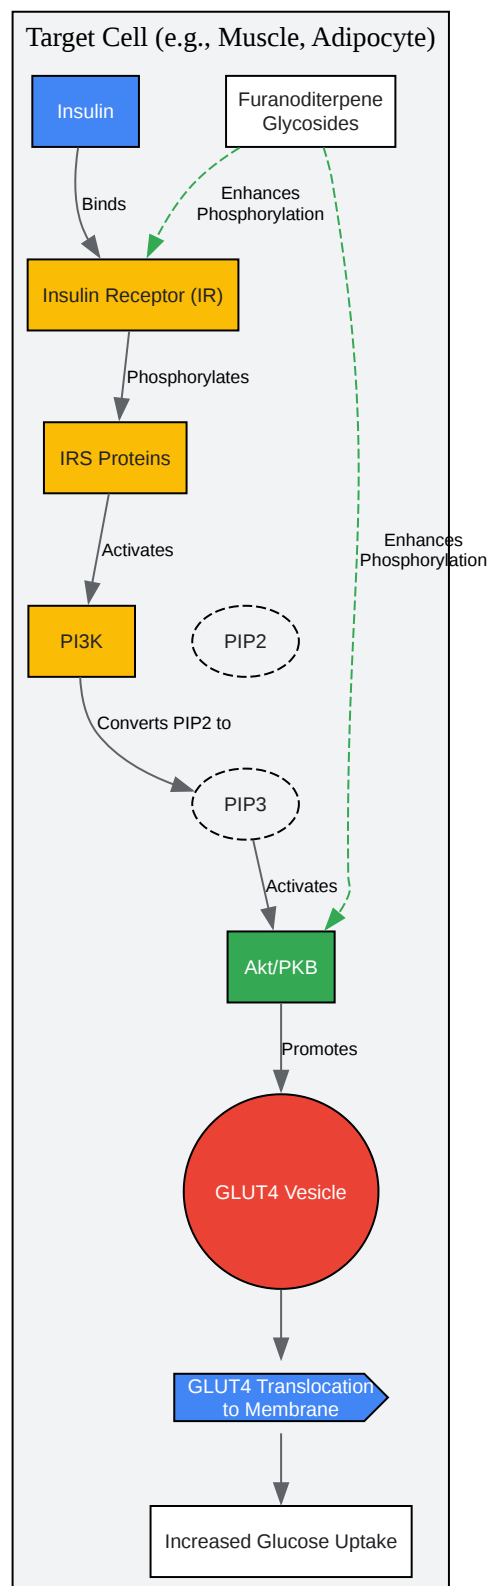 Target Cell (e.g., Muscle, Adipocyte)
Insulin
Furanoditerpene
Glycosides
Binds
Enhances
Phosphorylation
Insulin Receptor (IR)
Phosphorylates
IRS Proteins
Activates
Enhances
Phosphorylation
PI3K
PIP2
Converts PIP2 to
PIP3
Activates
Akt/PKB
Promotes
GLUT4 Vesicle
GLUT4 Translocation
to Membrane
Increased Glucose Uptake